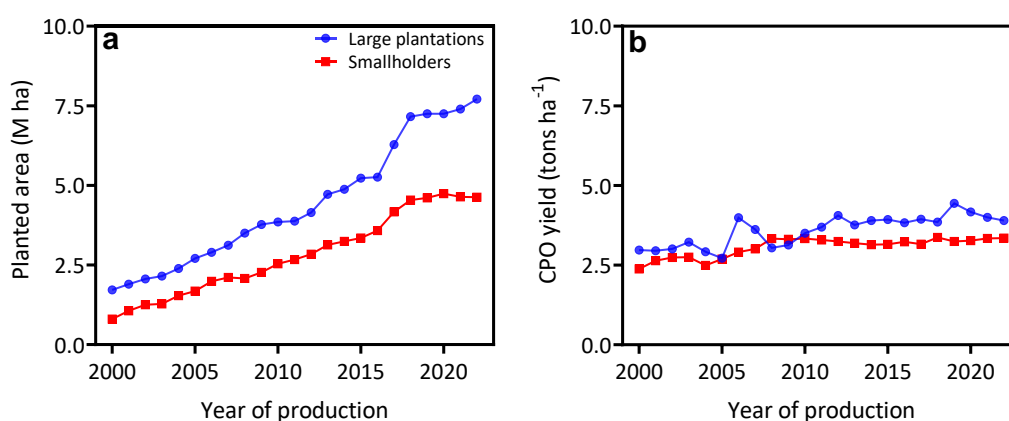 a
Large plantations
Smallholders
10.0
7.5
5.0
2.5
0.0
Planted area (M ha)
2000 2005 2010 2015 2020
Year of production
b
10.0
7.5
5.0
2.5
0.0
CPO yield (tons ha⁻¹)
2000 2005 2010 2015 2020
Year of production